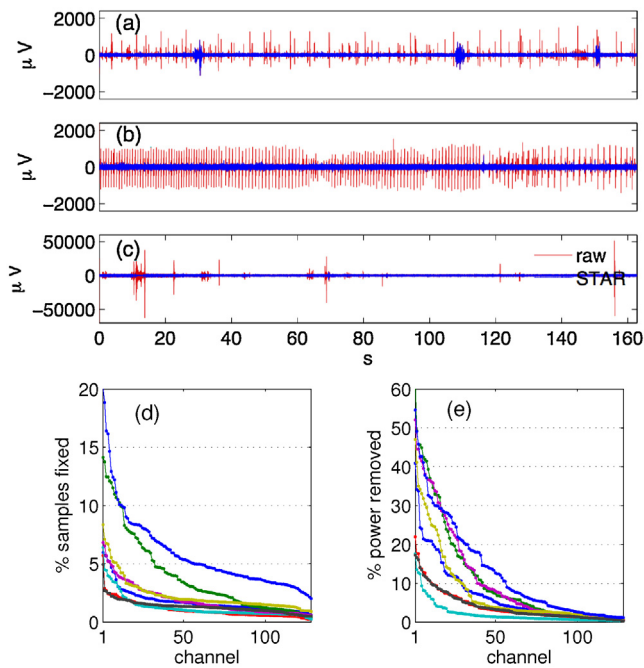 (a)
2000
0
−2000
μ V
(b)
2000
0
−2000
μ V
(c)
50000
0
−50000
μ V
raw
STAR
0 20 40 60 80 100 120 140 160
s
(d)
20
15
10
5
0
% samples fixed
1 50 100
channel
(e)
60
50
40
30
20
10
0
% power removed
1 50 100
channel